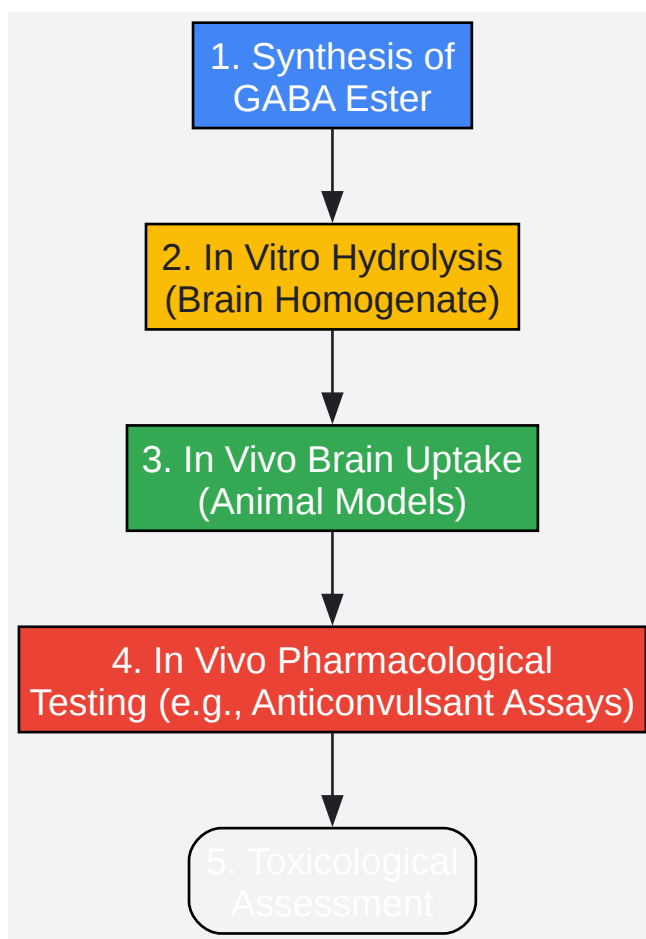 1. Synthesis of
GABA Ester
2. In Vitro Hydrolysis
(Brain Homogenate)
3. In Vivo Brain Uptake
(Animal Models)
4. In Vivo Pharmacological
Testing (e.g., Anticonvulsant Assays)
5. Toxicological
Assessment